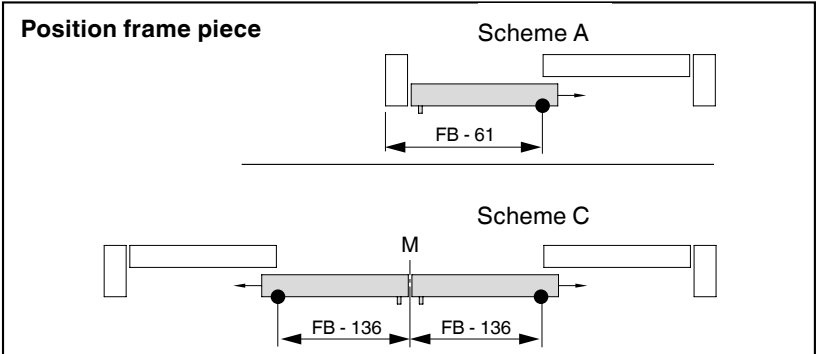 Position frame piece
Scheme A
FB - 61
Scheme C
M
FB - 136
FB - 136